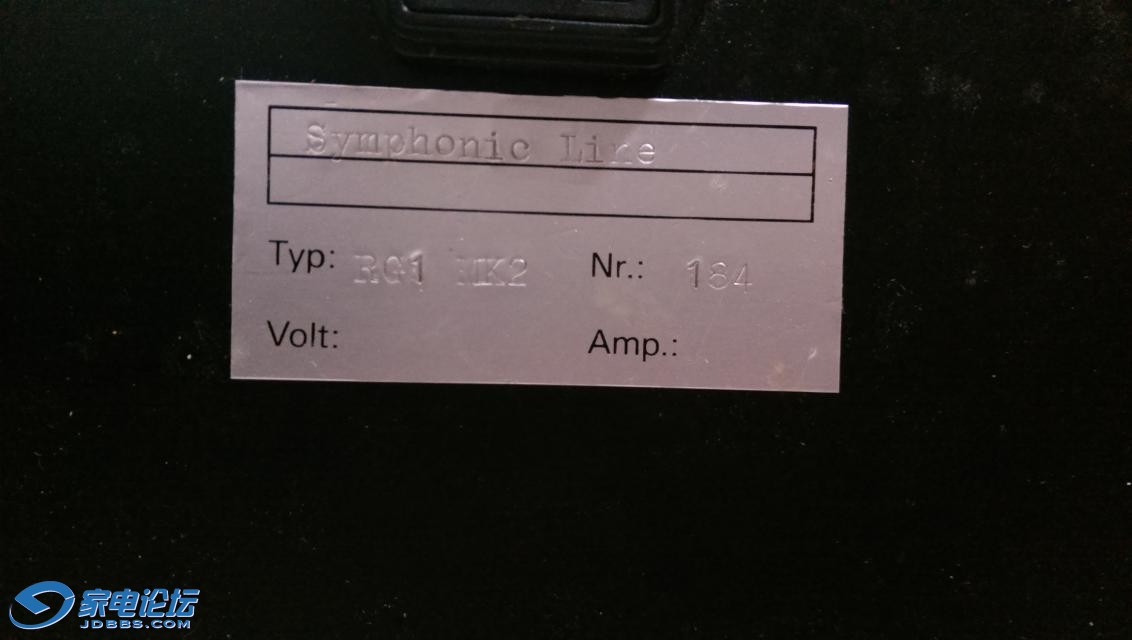 Symphonic Line
Typ: RG1 MK2 Nr.: 184
Volt: Amp.:
家电论坛
JDBBS.COM